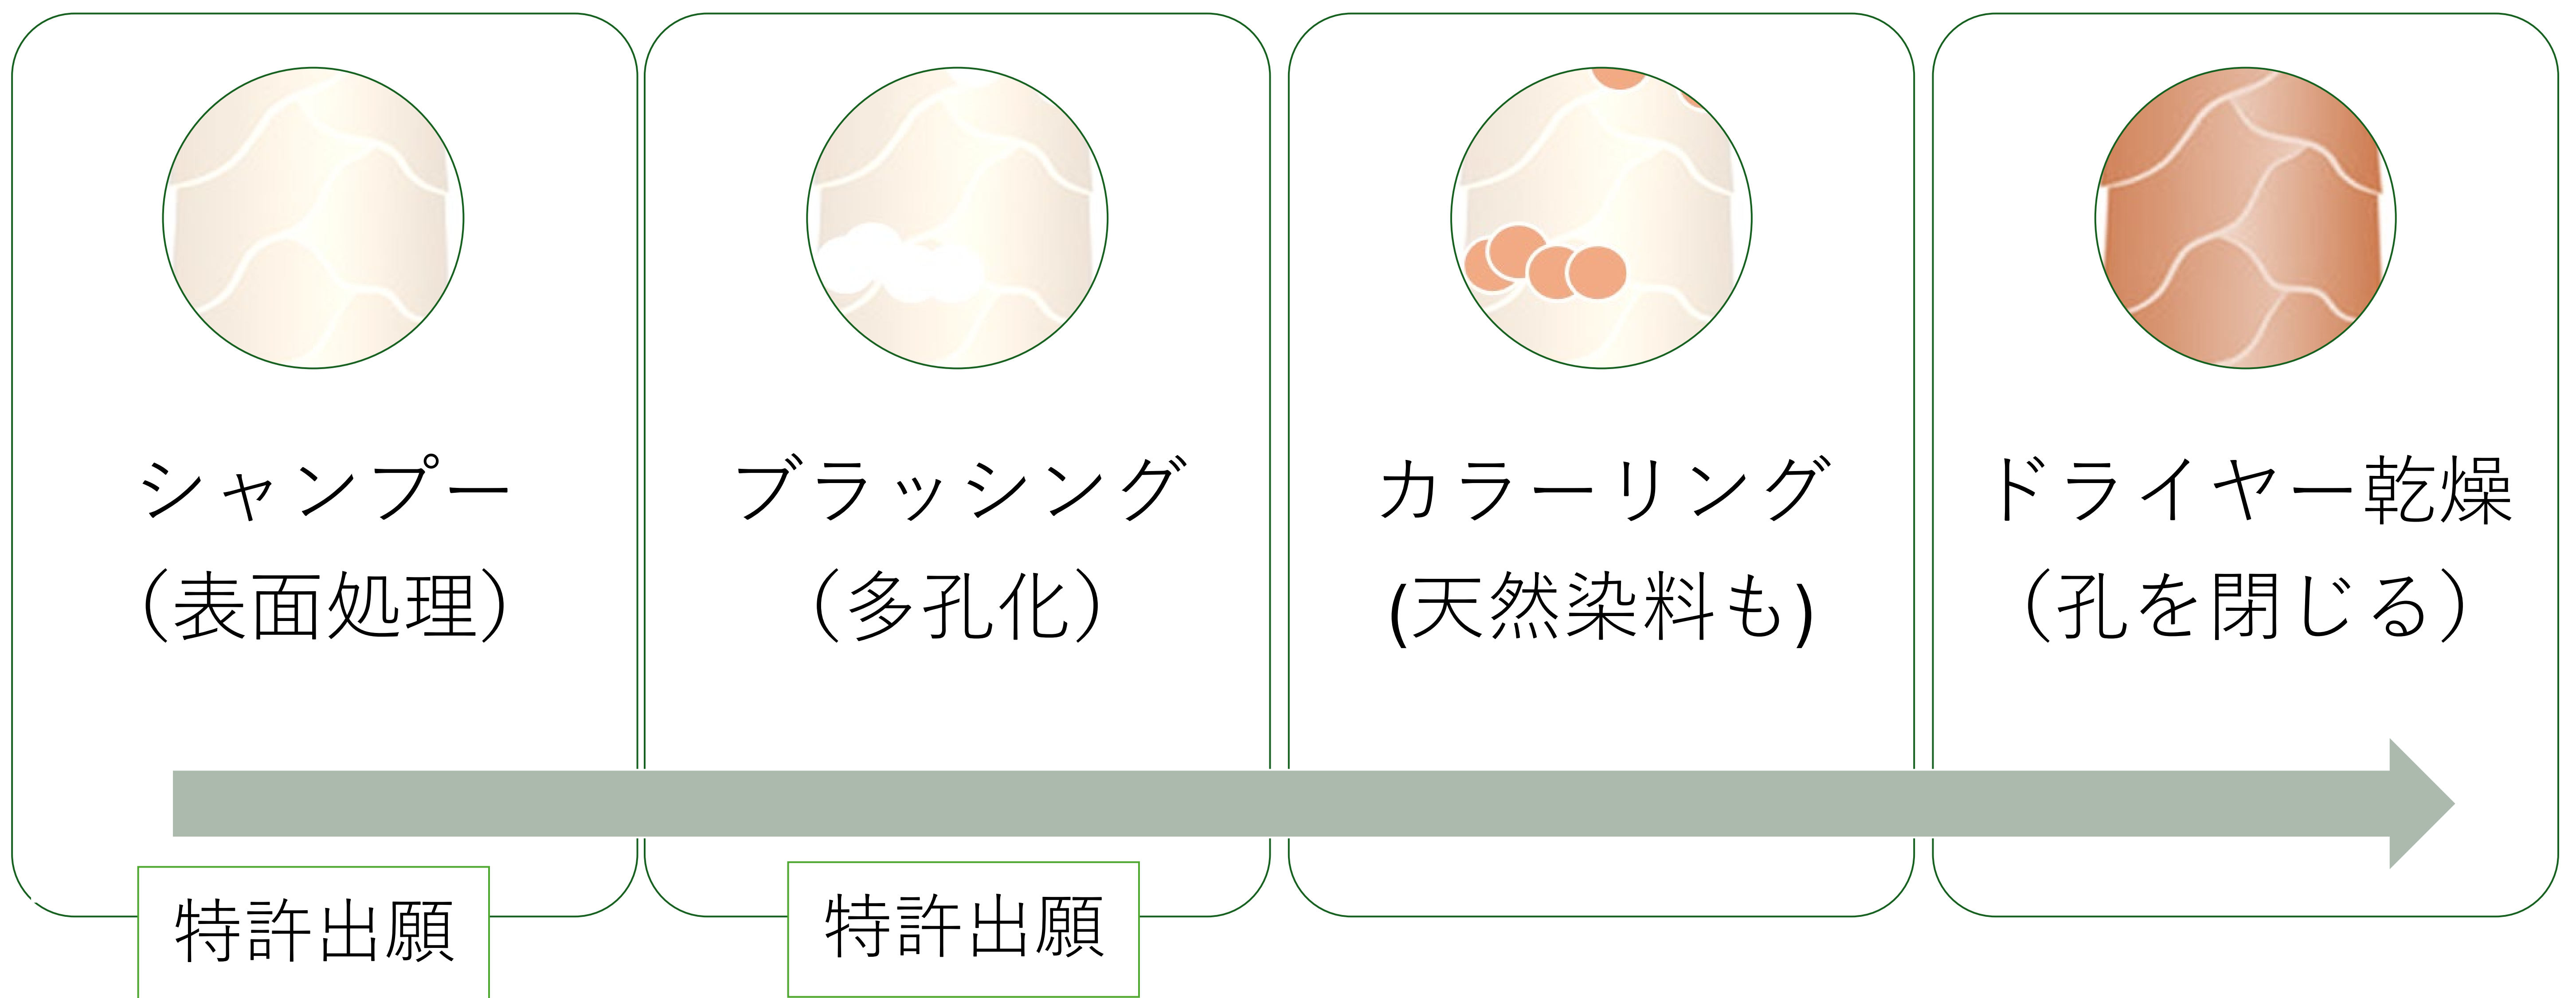 シャンプー
（表面処理）
ブラッシング
（多孔化）
カラーリング
(天然染料も)
ドライヤー乾燥
（孔を閉じる）
特許出願
特許出願